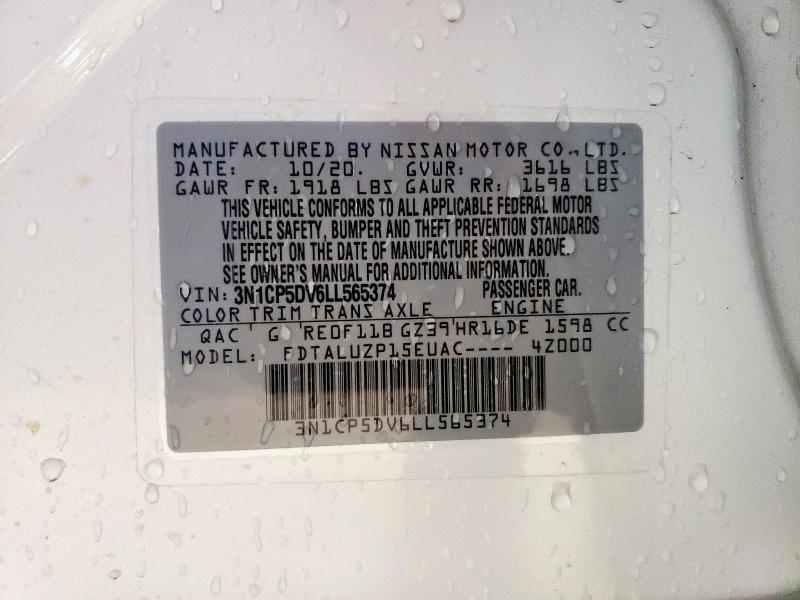 MANUFACTURED BY NISSAN MOTOR CO., LTD.
DATE: 10/20. GVWR: 3616 LBS
GAWR FR: 1918 LBS GAWR RR: 1698 LBS
THIS VEHICLE CONFORMS TO ALL APPLICABLE FEDERAL MOTOR
VEHICLE SAFETY, BUMPER AND THEFT PREVENTION STANDARDS
IN EFFECT ON THE DATE OF MANUFACTURE SHOWN ABOVE.
SEE OWNER'S MANUAL FOR ADDITIONAL INFORMATION.
VIN: 3N1CP5DV6LL565374 PASSENGER CAR.
COLOR TRIM TRANS AXLE ENGINE
QAC G RE0F11B GZ39 HR16DE 1598 CC
MODEL: FDTALUZP15EUAC---- 4Z000
3N1CP5DV6LL565374